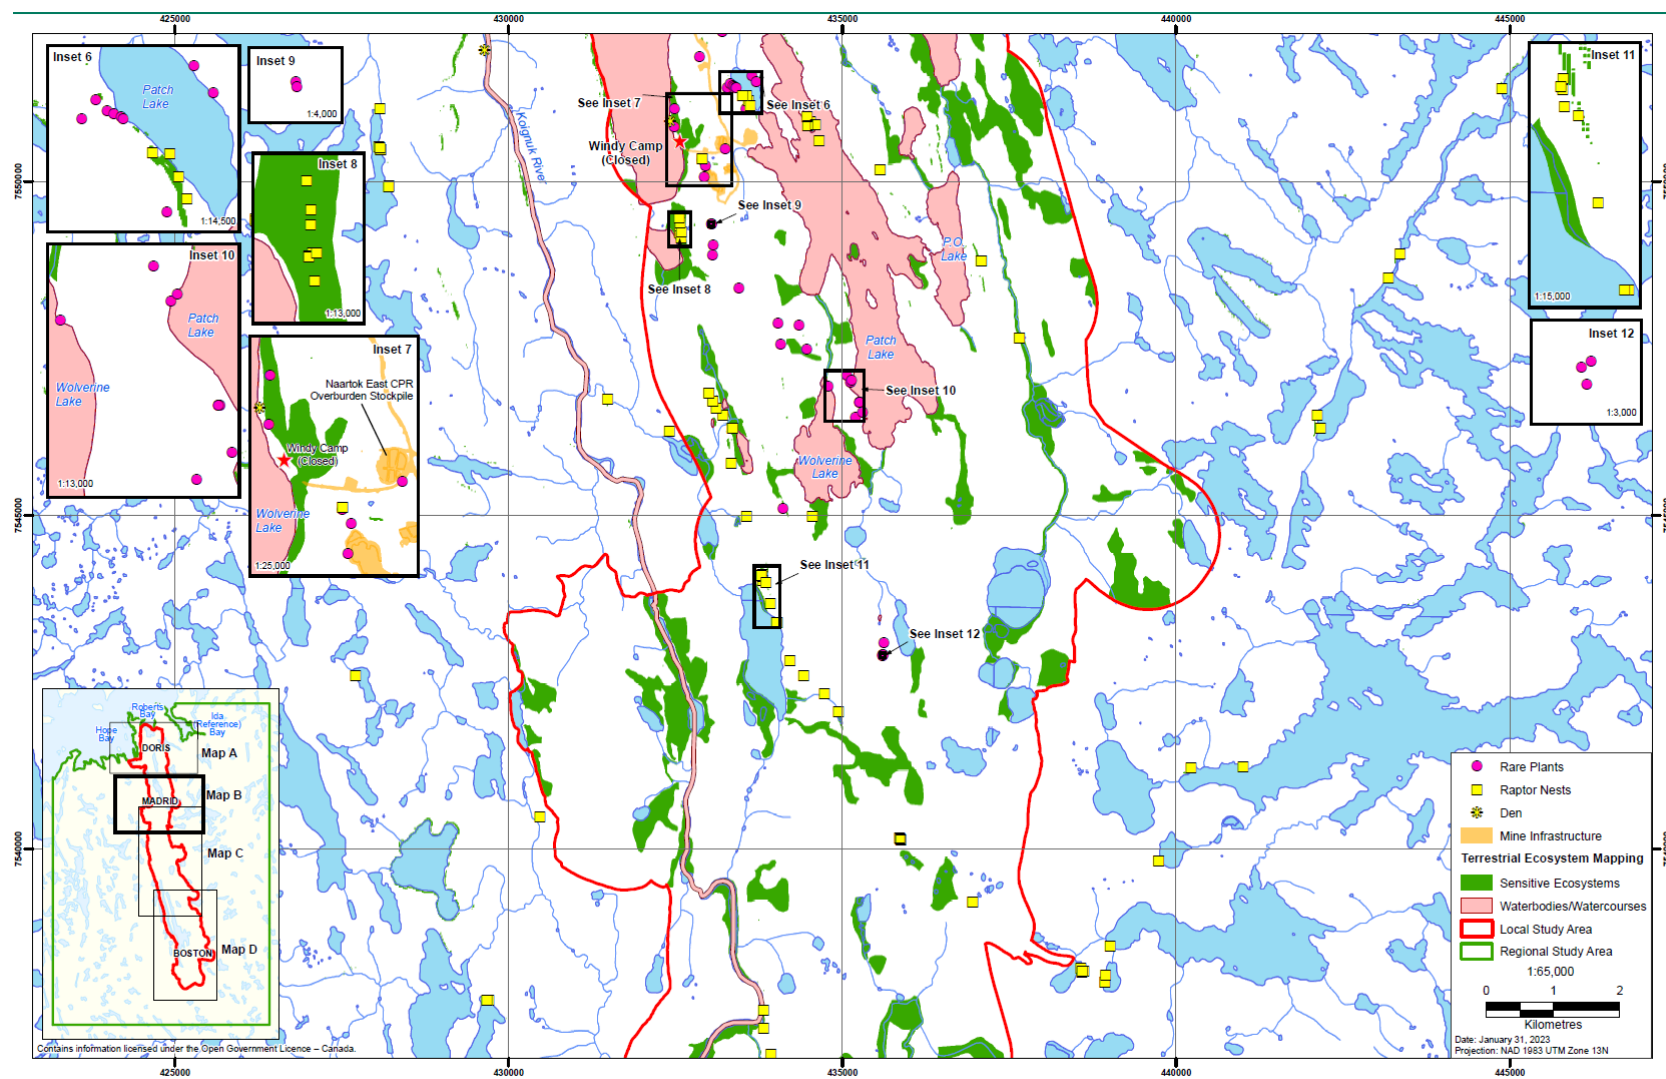 425000
430000
435000
440000
445000
Inset 6
Patch
Lake
1:14,500
Inset 9
1:4,000
Inset 8
1:13,000
Inset 10
Patch
Lake
Wolverine
Lake
1:13,000
Inset 7
Naartok East CPR
Overburden Stockpile
Windy Camp
(Closed)
Wolverine
Lake
1:25,000
Koignuk River
See Inset 7
See Inset 6
Windy Camp
(Closed)
See Inset 9
See Inset 8
P.O.
Lake
Patch
Lake
See Inset 10
Wolverine
Lake
See Inset 11
See Inset 12
Inset 11
1:15,000
Inset 12
1:3,000
7550000
7545000
7550000
7545000
7540000
Roberts
Bay
Ida
(Reference)
Bay
Hope
Bay
DORIS
Map A
MADRID
Map B
Map C
BOSTON
Map D
Contains information licensed under the Open Government Licence – Canada.
Rare Plants
Raptor Nests
Den
Mine Infrastructure
Terrestrial Ecosystem Mapping
Sensitive Ecosystems
Waterbodies/Watercourses
Local Study Area
Regional Study Area
1:65,000
0 1 2
Kilometres
Date: January 31, 2023
Projection: NAD 1983 UTM Zone 13N
425000
430000
435000
440000
445000